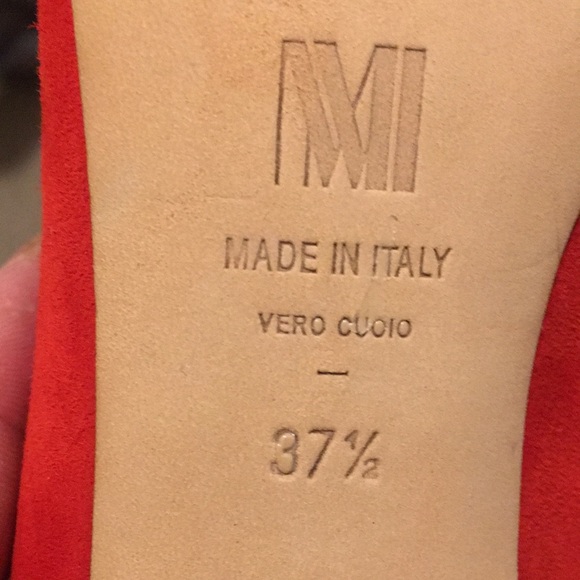 MADE IN ITALY
VERO CUOIO
—
37½